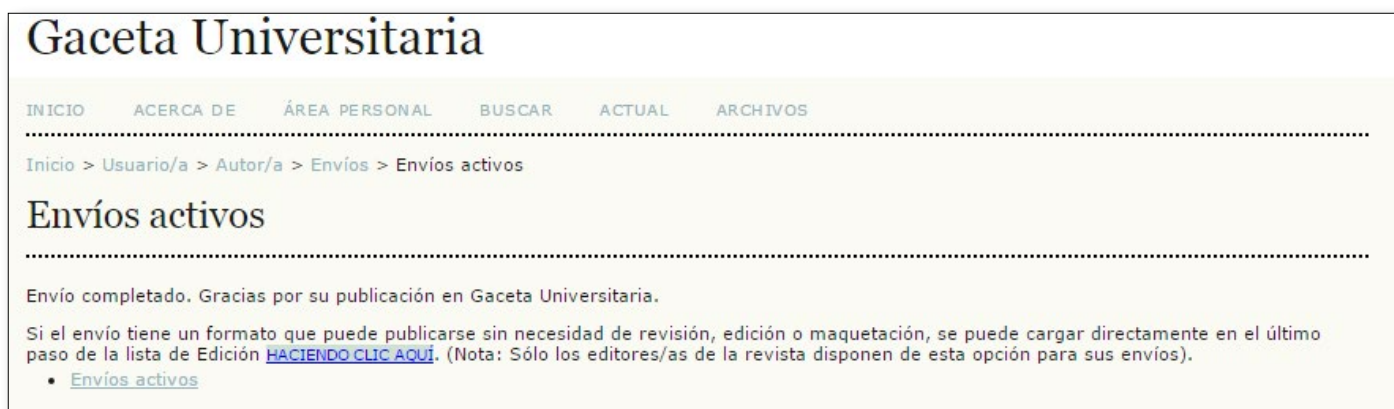 Gaceta Universitaria
INICIO ACERCA DE ÁREA PERSONAL BUSCAR ACTUAL ARCHIVOS
Inicio > Usuario/a > Autor/a > Envíos > Envíos activos
Envíos activos
Envío completado. Gracias por su publicación en Gaceta Universitaria.
Si el envío tiene un formato que puede publicarse sin necesidad de revisión, edición o maquetación, se puede cargar directamente en el último
paso de la lista de Edición HACIENDO CLIC AQUÍ. (Nota: Sólo los editores/as de la revista disponen de esta opción para sus envíos).
• Envíos activos